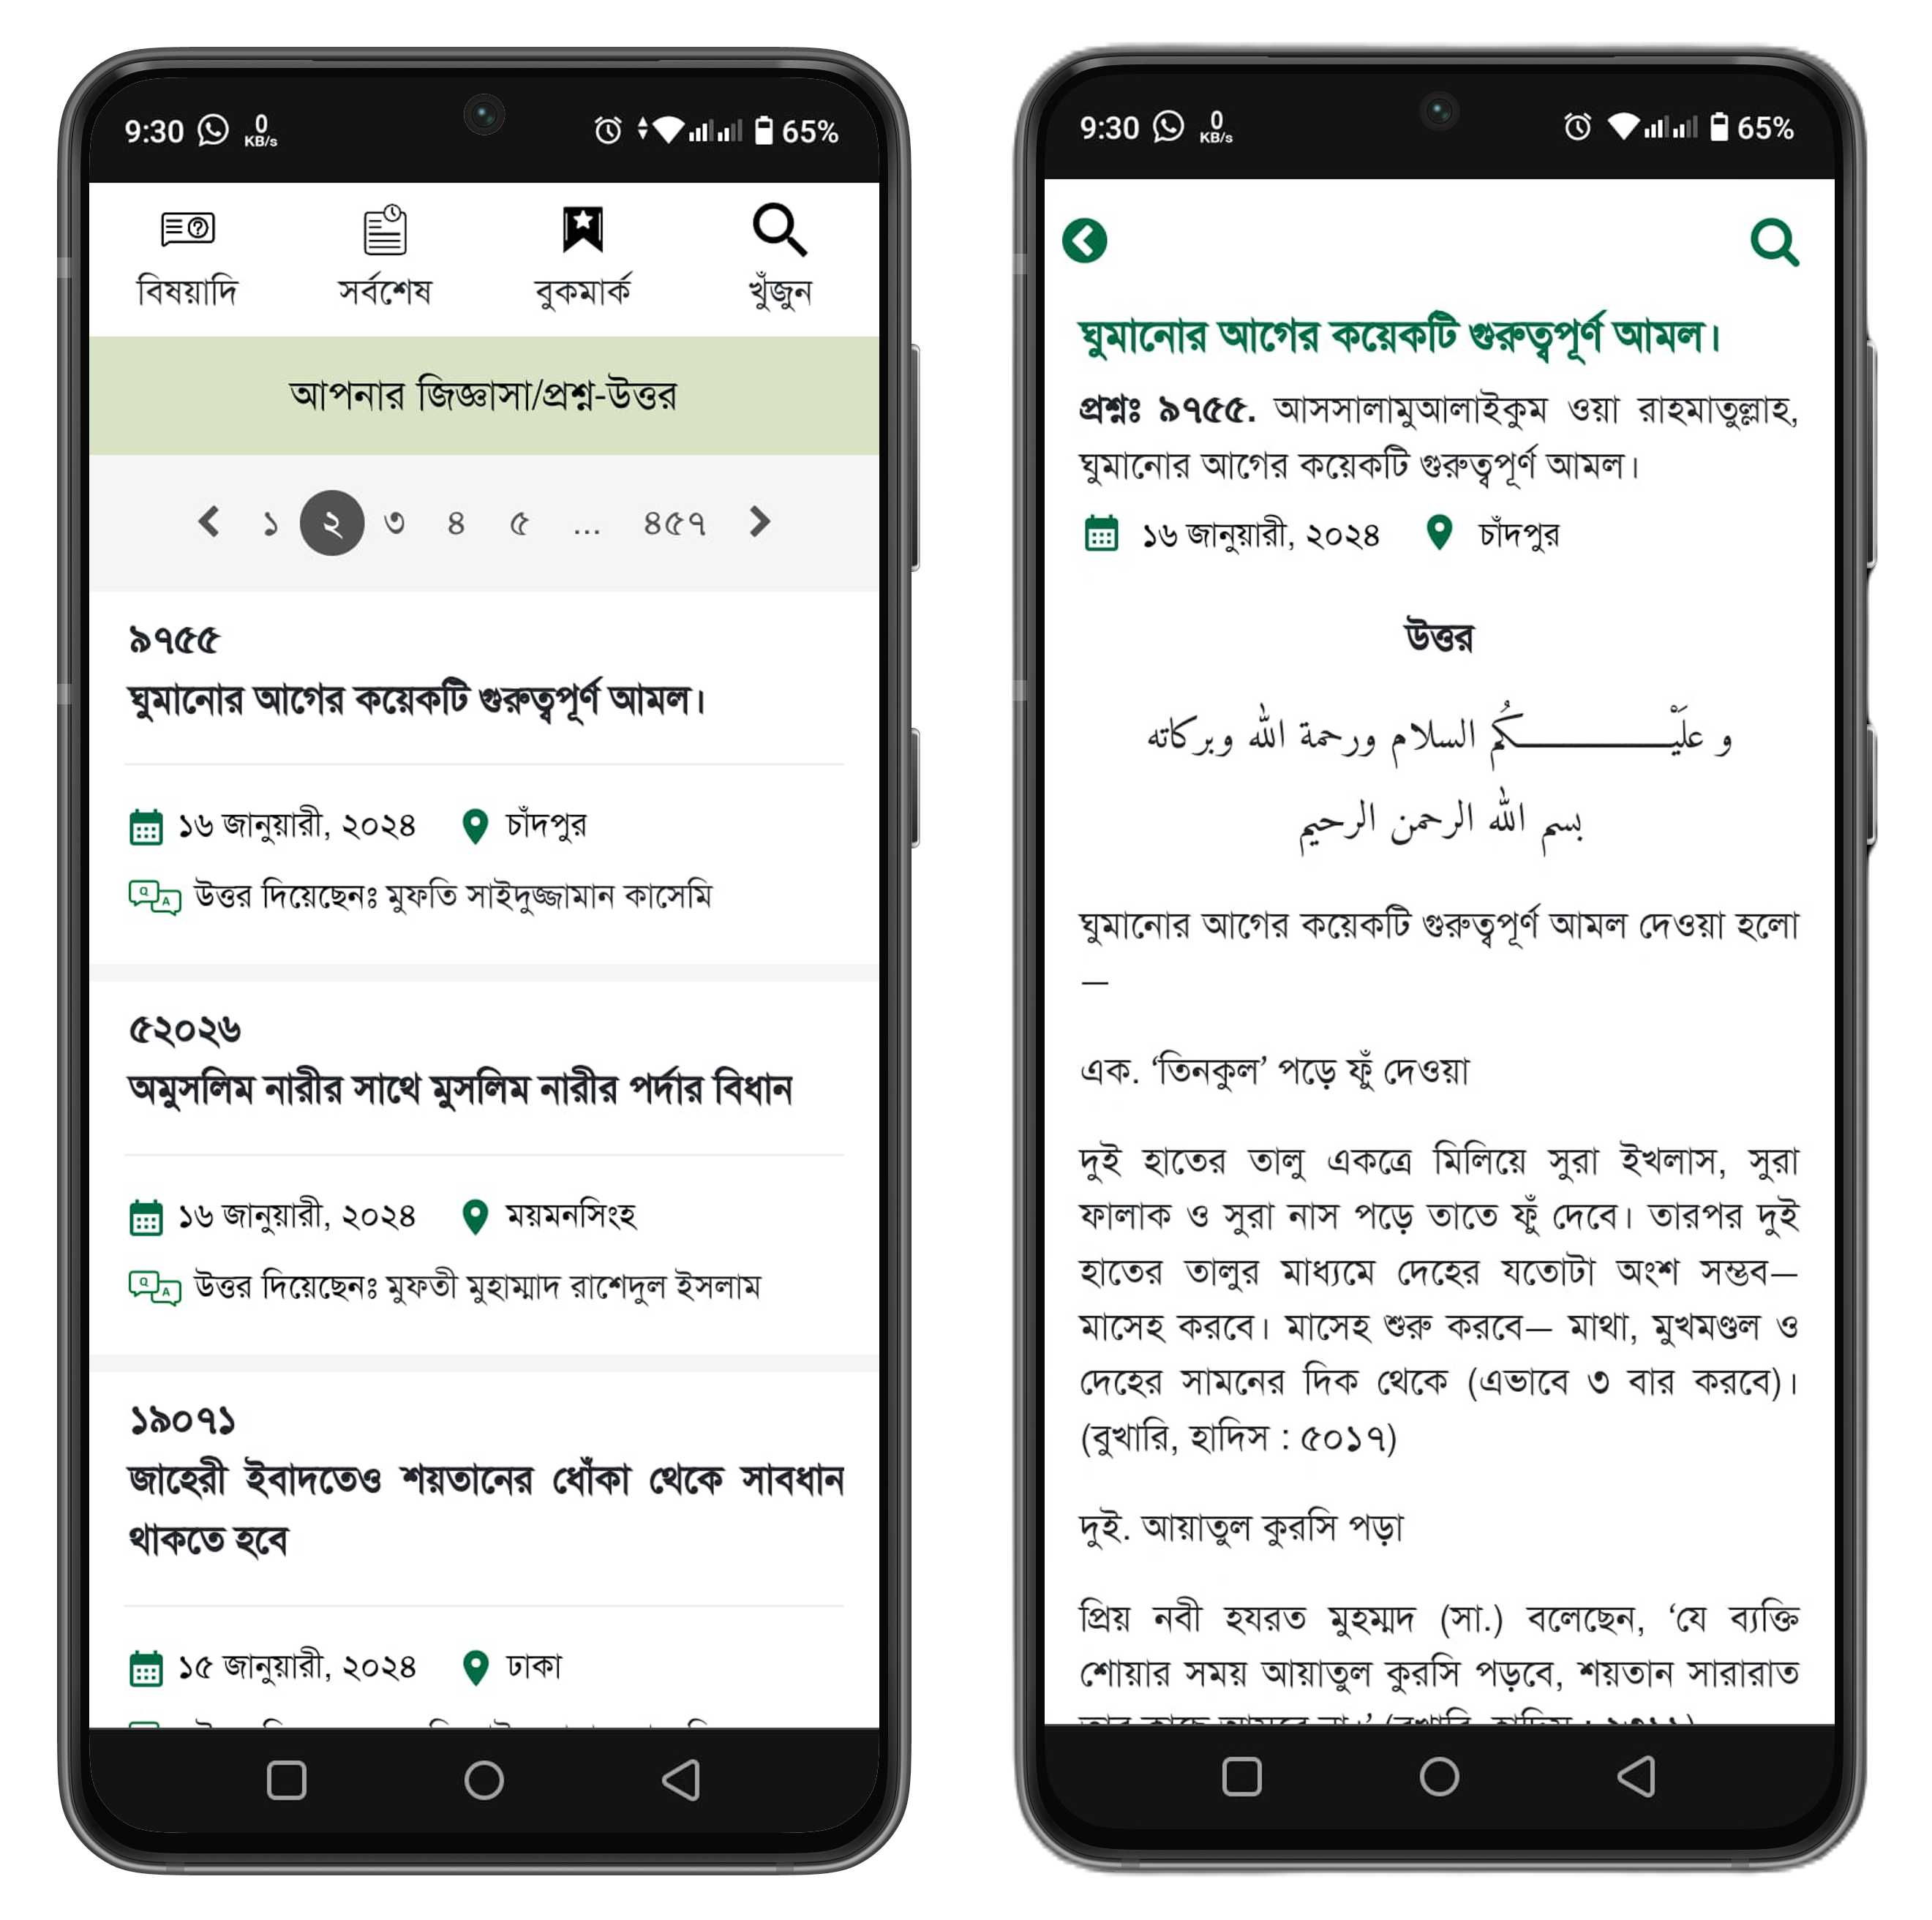 9:30 0 KB/s 65%
বিষয়াদি সর্বশেষ বুকমার্ক খুঁজুন
আপনার জিজ্ঞাসা/প্রশ্ন-উত্তর
১ ২ ৩ ৪ ৫ ... ৪৫৭
৯৭৫৫
ঘুমানোর আগের কয়েকটি গুরুত্বপূর্ণ আমল।
১৬ জানুয়ারী, ২০২৪ চাঁদপুর
উত্তর দিয়েছেনঃ মুফতি সাইদুজ্জামান কাসেমি
৫২০২৬
অমুসলিম নারীর সাথে মুসলিম নারীর পর্দার বিধান
১৬ জানুয়ারী, ২০২৪ ময়মনসিংহ
উত্তর দিয়েছেনঃ মুফতী মুহাম্মাদ রাশেদুল ইসলাম
১৯০৭১
জাহেরী ইবাদতেও শয়তানের ধোঁকা থেকে সাবধান
থাকতে হবে
১৫ জানুয়ারী, ২০২৪ ঢাকা
9:30 0 KB/s 65%
ঘুমানোর আগের কয়েকটি গুরুত্বপূর্ণ আমল।
প্রশ্নঃ ৯৭৫৫. আসসালামুআলাইকুম ওয়া রাহমাতুল্লাহ,
ঘুমানোর আগের কয়েকটি গুরুত্বপূর্ণ আমল।
১৬ জানুয়ারী, ২০২৪ চাঁদপুর
উত্তর
و علَيْـــــــــــكُم السلام ورحمة الله وبركاته
بسم الله الرحمن الرحيم
ঘুমানোর আগের কয়েকটি গুরুত্বপূর্ণ আমল দেওয়া হলো
—
এক. ‘তিনকুল’ পড়ে ফুঁ দেওয়া
দুই হাতের তালু একত্রে মিলিয়ে সুরা ইখলাস, সুরা
ফালাক ও সুরা নাস পড়ে তাতে ফুঁ দেবে। তারপর দুই
হাতের তালুর মাধ্যমে দেহের যতোটা অংশ সম্ভব—
মাসেহ করবে। মাসেহ শুরু করবে— মাথা, মুখমণ্ডল ও
দেহের সামনের দিক থেকে (এভাবে ৩ বার করবে)।
(বুখারি, হাদিস : ৫০১৭)
দুই. আয়াতুল কুরসি পড়া
প্রিয় নবী হযরত মুহম্মদ (সা.) বলেছেন, ‘যে ব্যক্তি
শোয়ার সময় আয়াতুল কুরসি পড়বে, শয়তান সারারাত